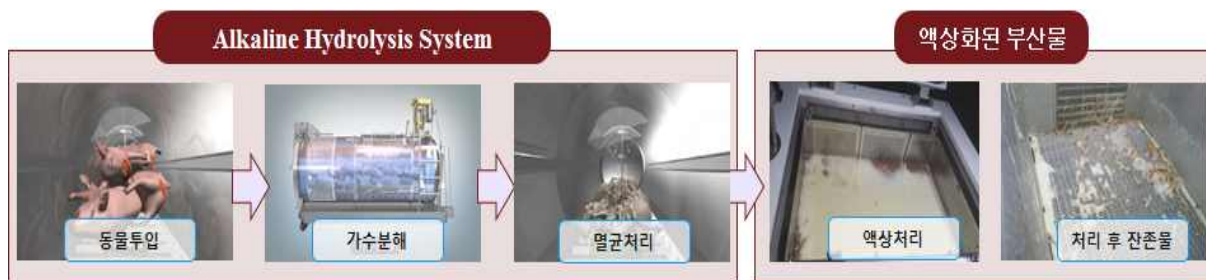 Alkaline Hydrolysis System
액상화된 부산물
동물투입
가수분해
멸균처리
액상처리
처리 후 잔존물